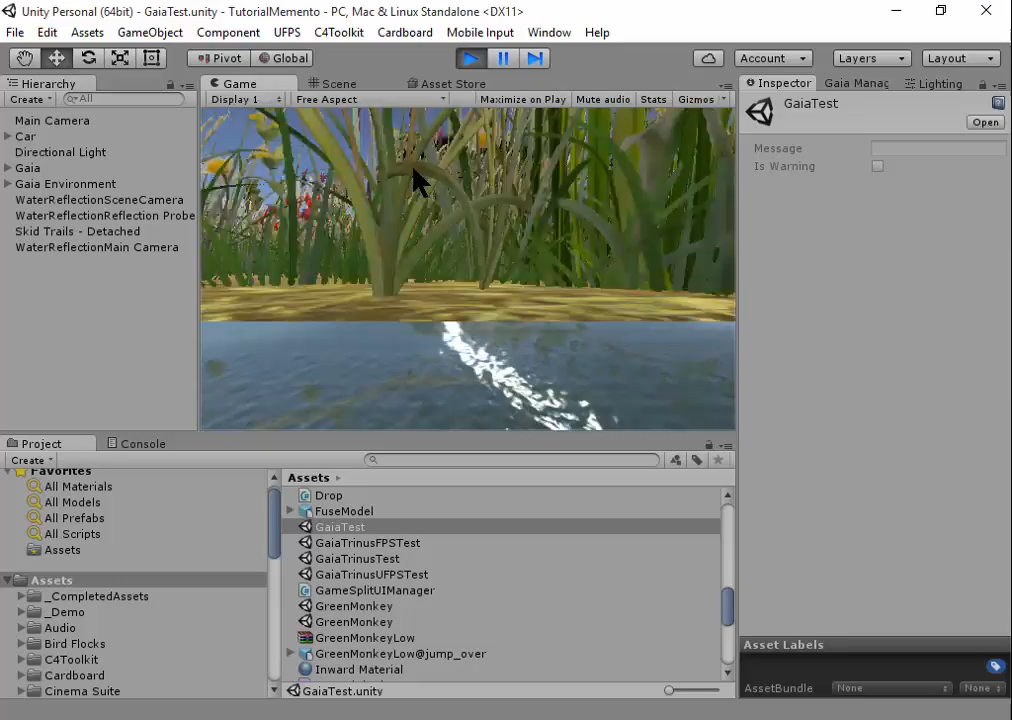 Unity Personal (64bit) - GaiaTest.unity - TutorialMemento - PC, Mac & Linux Standalone <DX11>
File Edit Assets GameObject Component UFPS C4Toolkit Cardboard Mobile Input Window Help
Pivot Global Account Layers Layout
Hierarchy Game Scene Asset Store Inspector Gaia Manag Lighting
Create All Display 1 Free Aspect Maximize on Play Mute audio Stats Gizmos
GaiaTest
Open
Message
Is Warning
Main Camera
Car
Directional Light
Gaia
Gaia Environment
WaterReflectionSceneCamera
WaterReflectionReflection Probe
Skid Trails - Detached
WaterReflectionMain Camera
Project Console
Create
Favorites
All Materials
All Models
All Prefabs
All Scripts
Assets
Assets
_CompletedAssets
_Demo
Audio
Bird Flocks
C4Toolkit
Cardboard
Cinema Suite
Assets
Drop
FuseModel
GaiaTest
GaiaTrinusFPSTest
GaiaTrinusTest
GaiaTrinusUFPSTest
GameSplitUIManager
GreenMonkey
GreenMonkey
GreenMonkeyLow
GreenMonkeyLow@jump_over
Inward Material
GaiaTest.unity
Asset Labels
AssetBundle None None